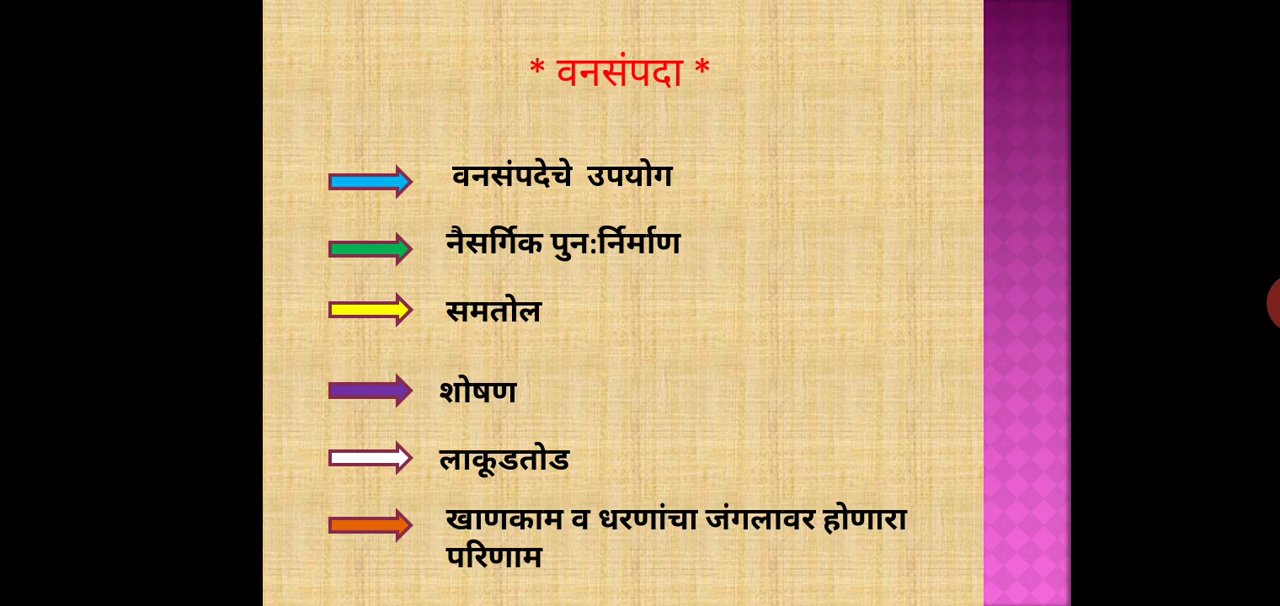 * वनसंपदा *
वनसंपदेचे उपयोग
नैसर्गिक पुन:र्निर्माण
समतोल
शोषण
लाकूडतोड
खाणकाम व धरणांचा जंगलावर होणारा
परिणाम